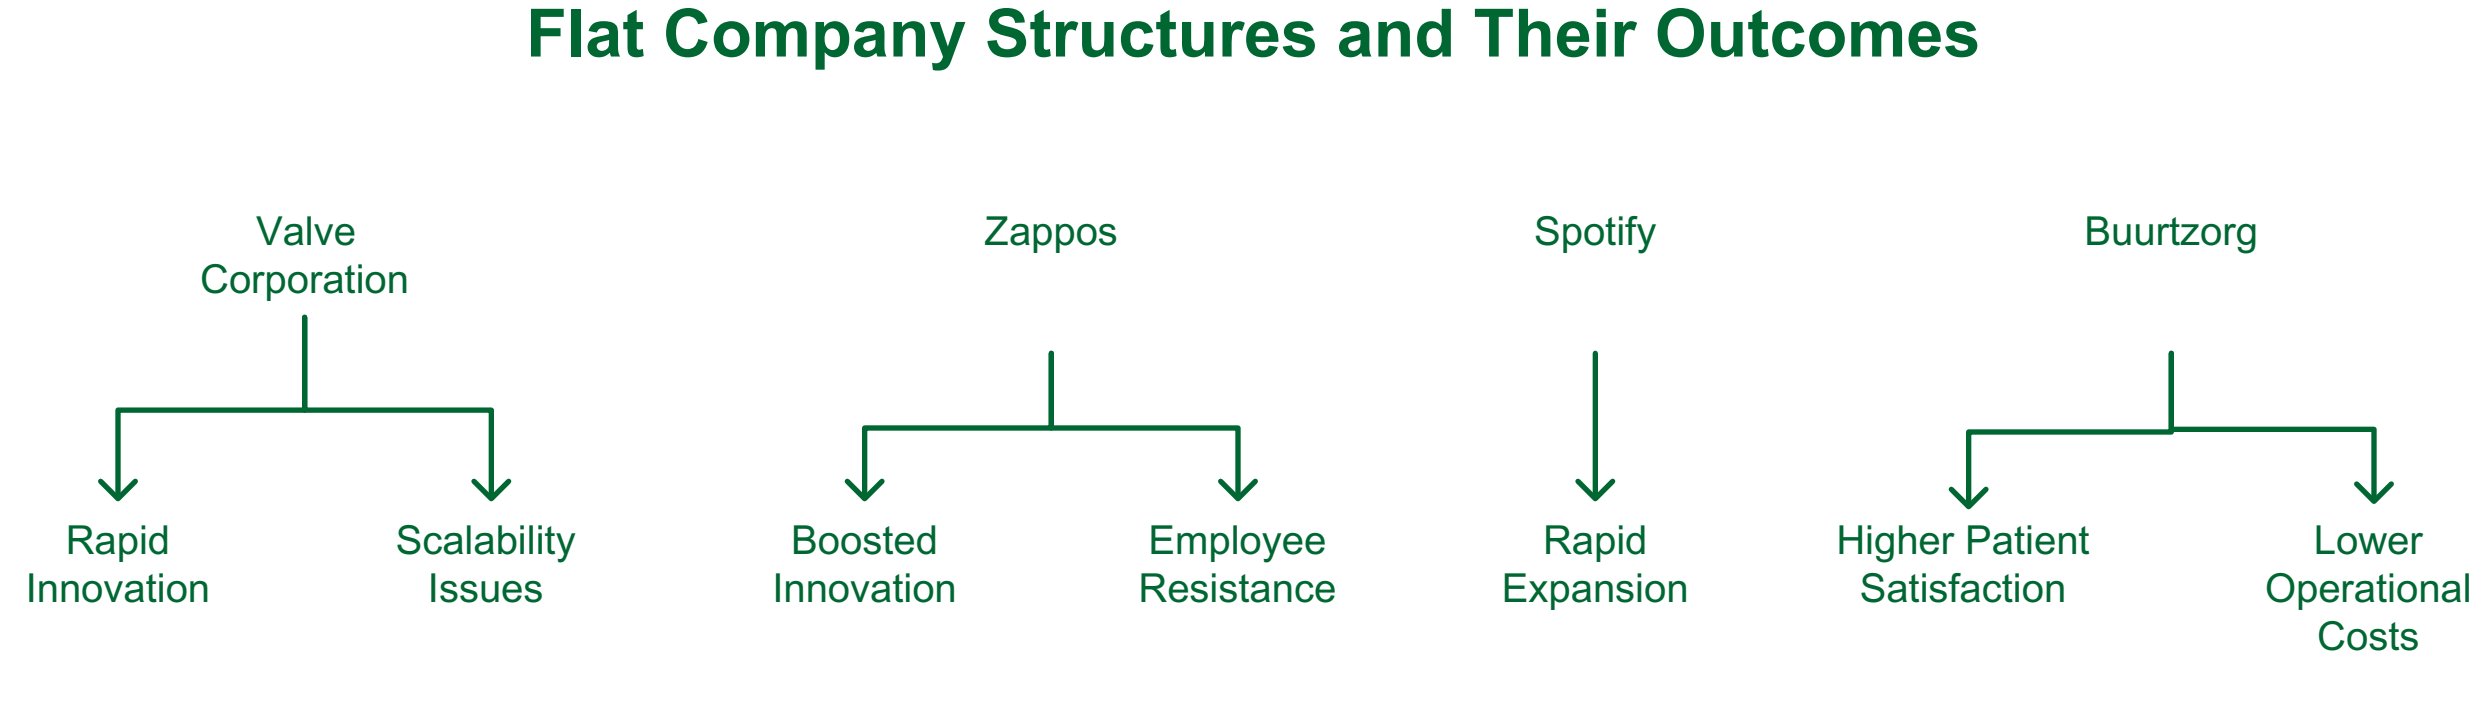 Flat Company Structures and Their Outcomes
Valve
Corporation
Zappos
Spotify
Buurtzorg
Rapid
Innovation
Scalability
Issues
Boosted
Innovation
Employee
Resistance
Rapid
Expansion
Higher Patient
Satisfaction
Lower
Operational
Costs